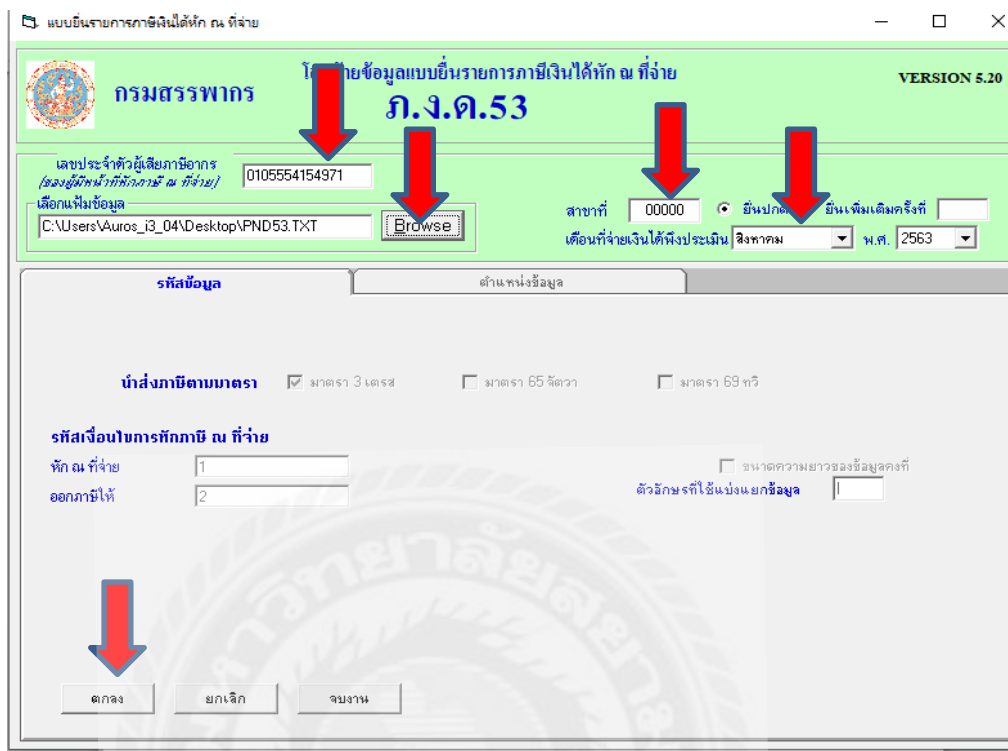 แบบยื่นรายการภาษีเงินได้หัก ณ ที่จ่าย
กรมสรรพากร
ยข้อมูลแบบยื่นรายการภาษีเงินได้หัก ณ ที่จ่าย
ภ.ง.ด.53
VERSION 5.20
เลขประจำตัวผู้เสียภาษีอากร
(ของผู้มีหน้าที่หักภาษี ณ ที่จ่าย)
0105554154971
เลือกแฟ้มข้อมูล
C:\Users\Auros_i3_04\Desktop\PND53.TXT
Browse
สาขาที่ 00000 ยื่นปกติ ยื่นเพิ่มเติมครั้งที่
เดือนที่จ่ายเงินได้พึงประเมิน สิงหาคม พ.ศ. 2563
รหัสข้อมูล ตำแหน่งข้อมูล
นำส่งภาษีตามมาตรา มาตรา 3 เตรส มาตรา 65 จัตวา มาตรา 69 ทวิ
รหัสเงื่อนไขการหักภาษี ณ ที่จ่าย
หัก ณ ที่จ่าย 1
ออกภาษีให้ 2
ขนาดความยาวของข้อมูลคงที่
ตัวอักษรที่ใช้แบ่งแยกข้อมูล |
ตกลง ยกเลิก จบงาน